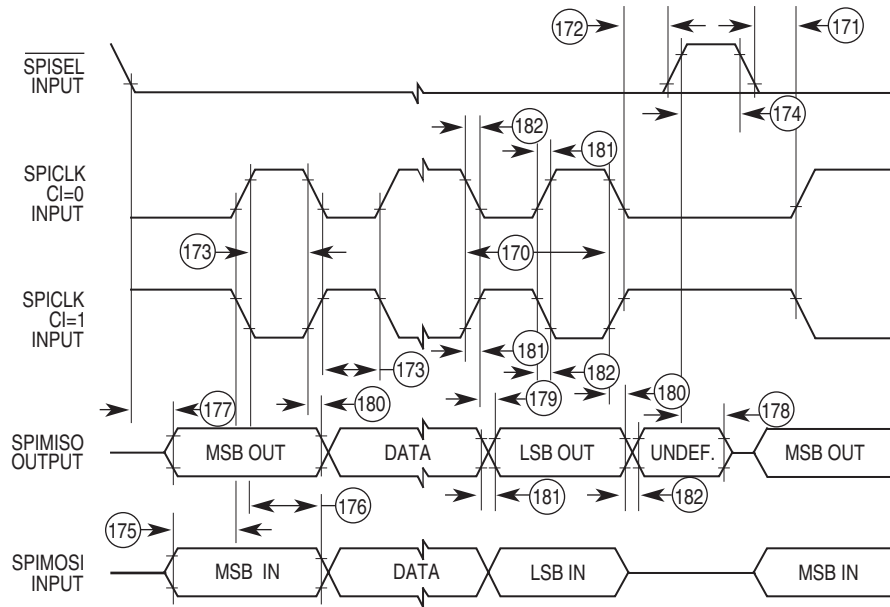 172
171
SPISEL
INPUT
174
182
181
SPICLK
CI=0
INPUT
173
170
SPICLK
CI=1
INPUT
181
182
173
177
180
179
180
178
SPIMISO
OUTPUT
MSB OUT
DATA
LSB OUT
UNDEF.
MSB OUT
176
181
182
175
SPIMOSI
INPUT
MSB IN
DATA
LSB IN
MSB IN